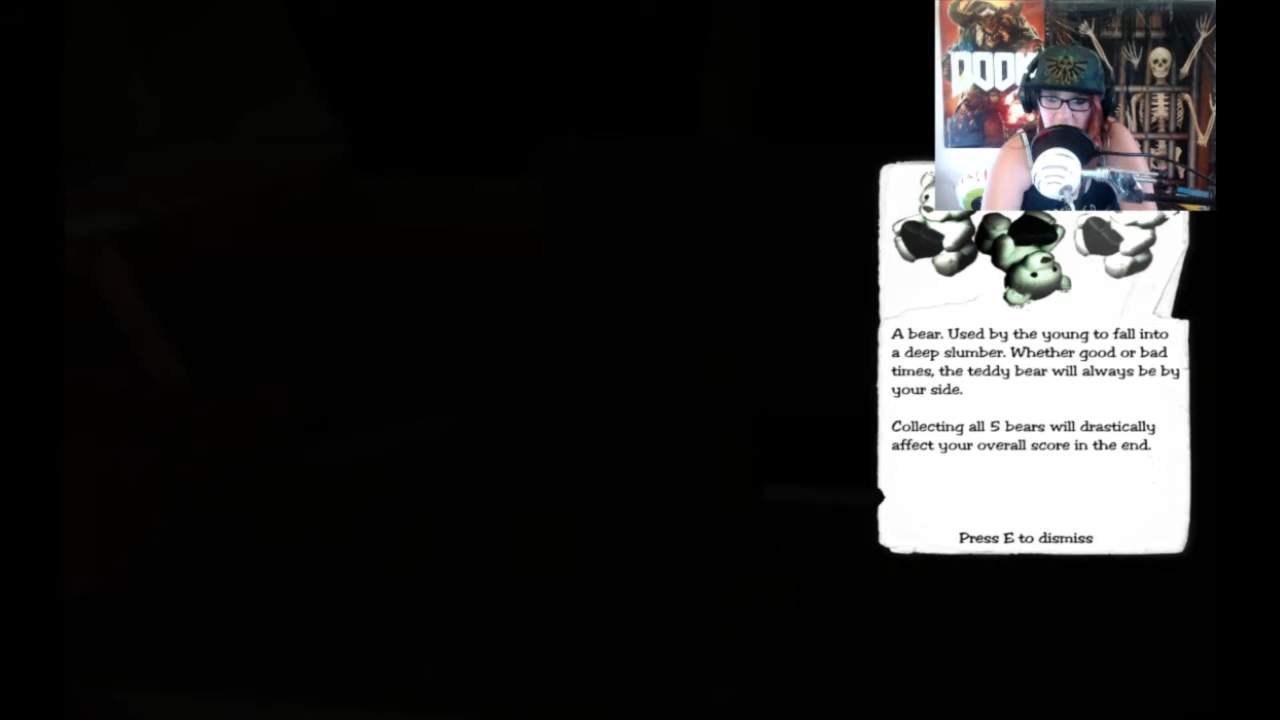 DOOM
A bear. Used by the young to fall into
a deep slumber. Whether good or bad
times, the teddy bear will always be by
your side.
Collecting all 5 bears will drastically
affect your overall score in the end.
Press E to dismiss